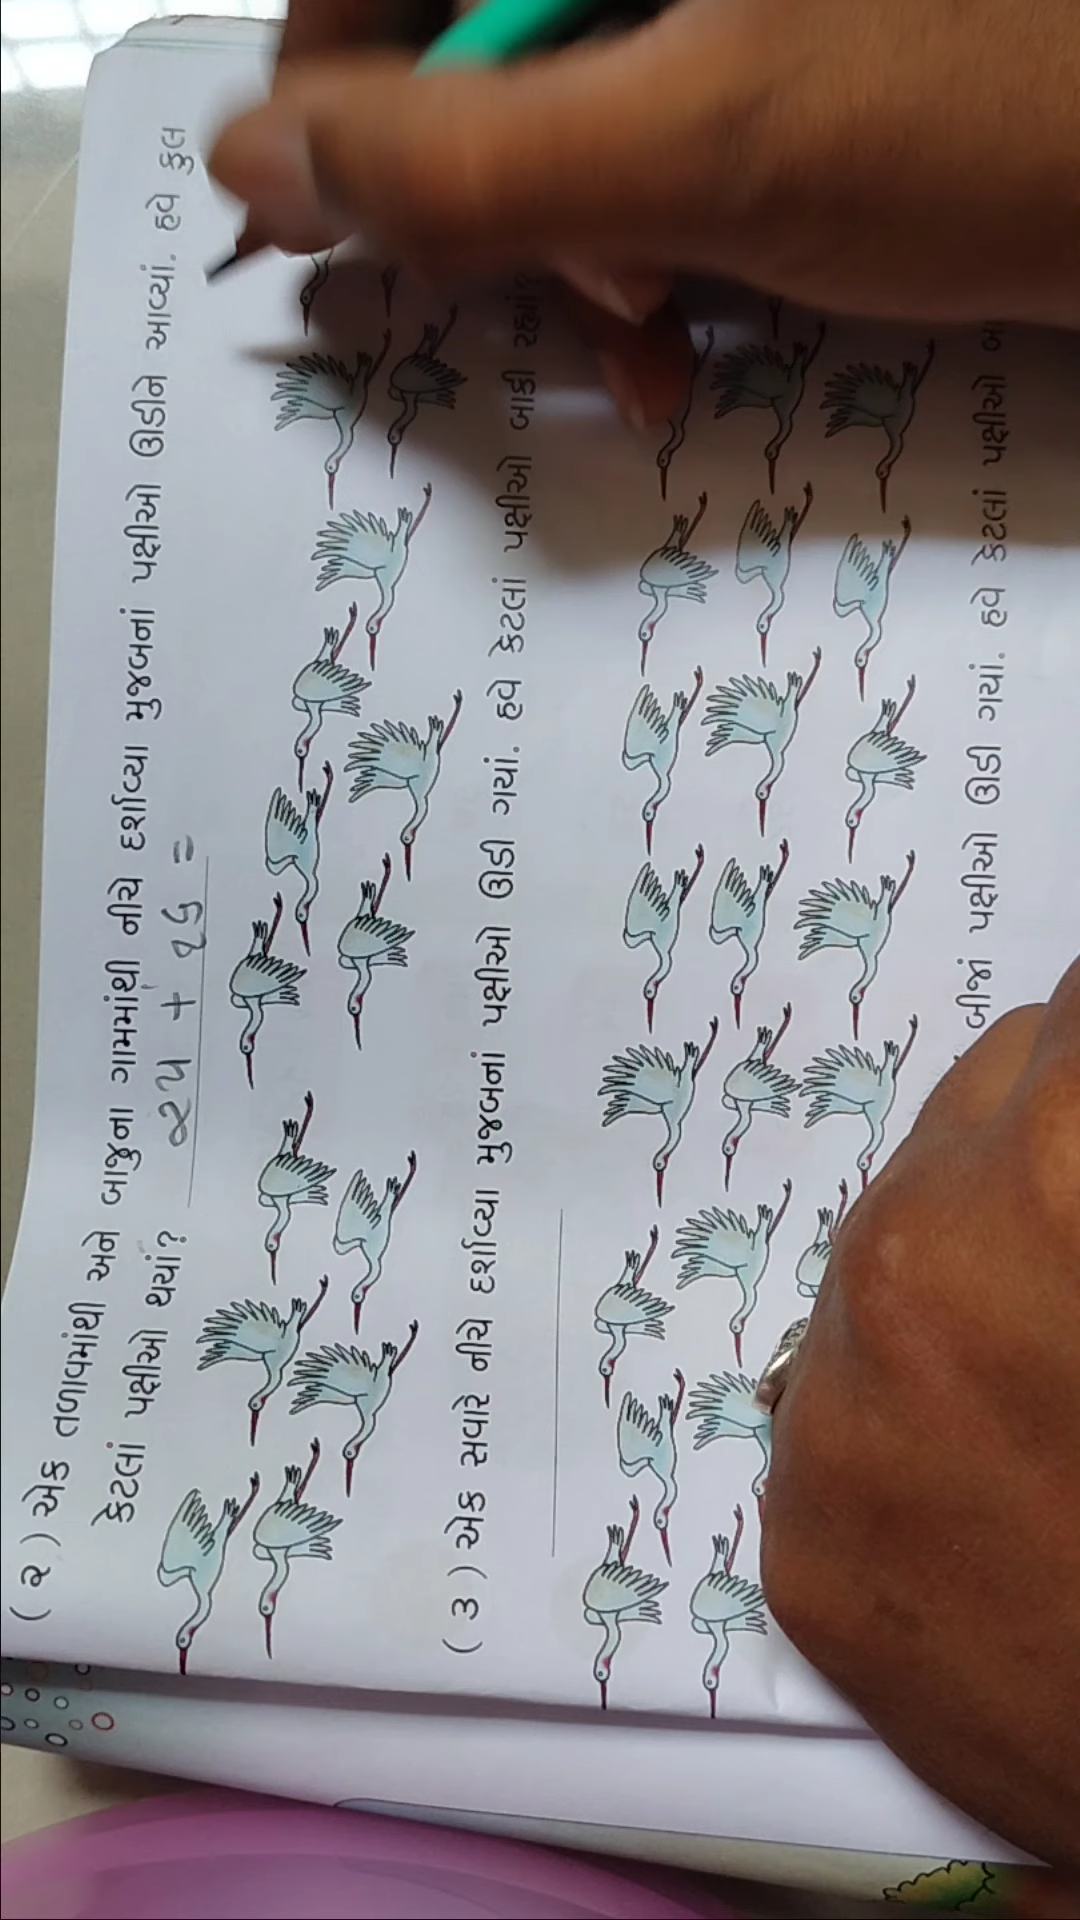 ( ૨ ) એક તળાવમાંથી અને બાજુના ગામમાંથી નીચે દર્શાવ્યા મુજબનાં પક્ષીઓ ઊડીને આવ્યાં. હવે કુલ
કેટલાં પક્ષીઓ થયાં? ૨૫ + ૧૬ =
( ૩ ) એક સવારે નીચે દર્શાવ્યા મુજબનાં પક્ષીઓ ઊડી ગયાં. હવે કેટલાં પક્ષીઓ બાકી રહ્યાં?
બીજાં પક્ષીઓ ઊડી ગયાં. હવે કેટલાં પક્ષીઓ